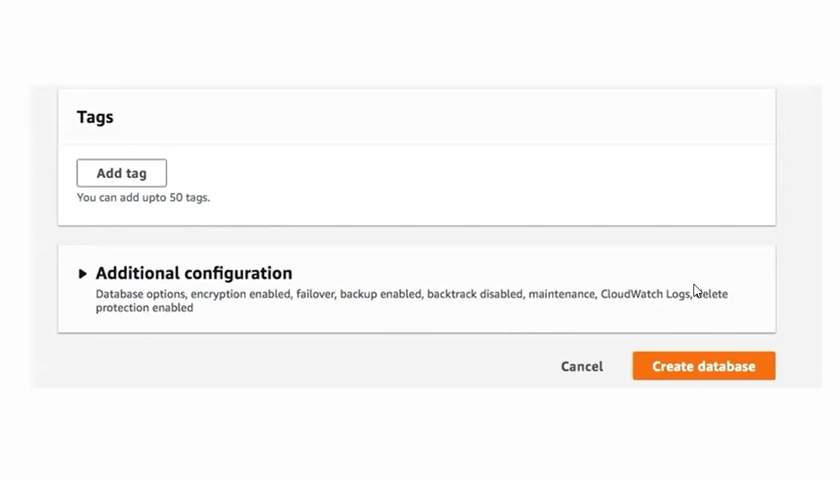 Tags
Add tag
You can add upto 50 tags.
Additional configuration
Database options, encryption enabled, failover, backup enabled, backtrack disabled, maintenance, CloudWatch Logs, delete
protection enabled
Cancel
Create database